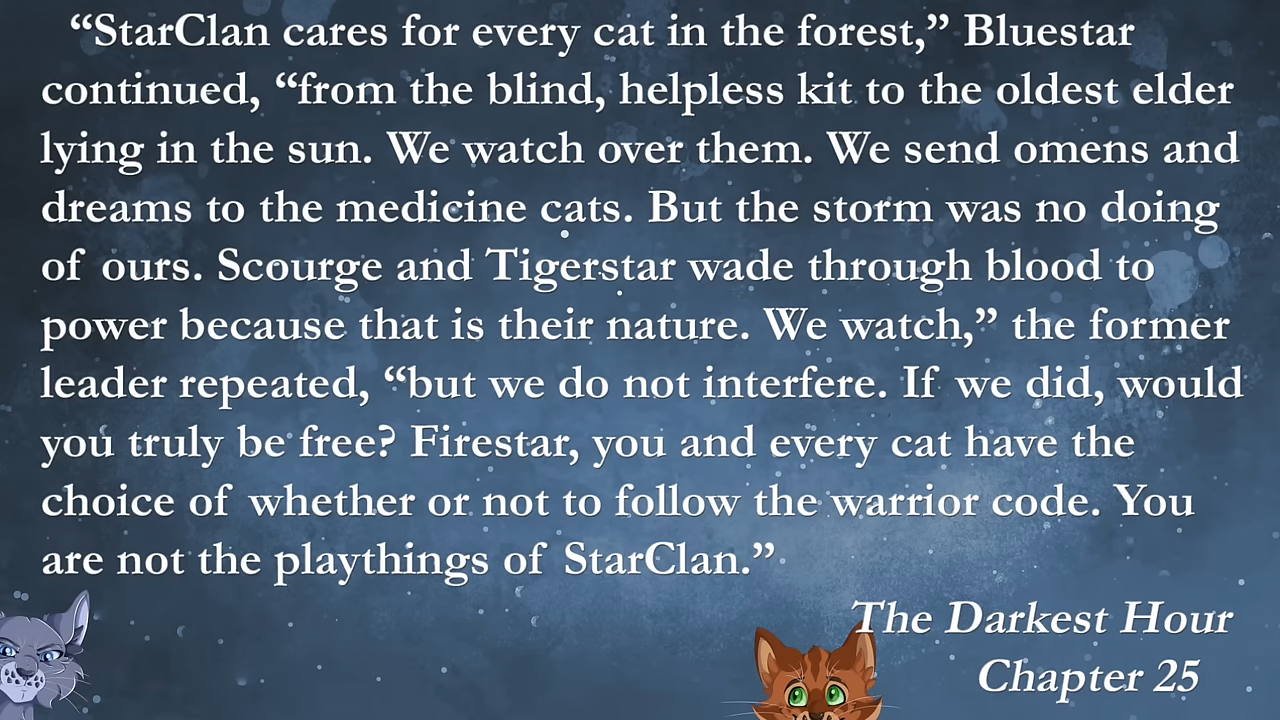 “StarClan cares for every cat in the forest,” Bluestar
continued, “from the blind, helpless kit to the oldest elder
lying in the sun. We watch over them. We send omens and
dreams to the medicine cats. But the storm was no doing
of ours. Scourge and Tigerstar wade through blood to
power because that is their nature. We watch,” the former
leader repeated, “but we do not interfere. If we did, would
you truly be free? Firestar, you and every cat have the
choice of whether or not to follow the warrior code. You
are not the playthings of StarClan.”
The Darkest Hour
Chapter 25